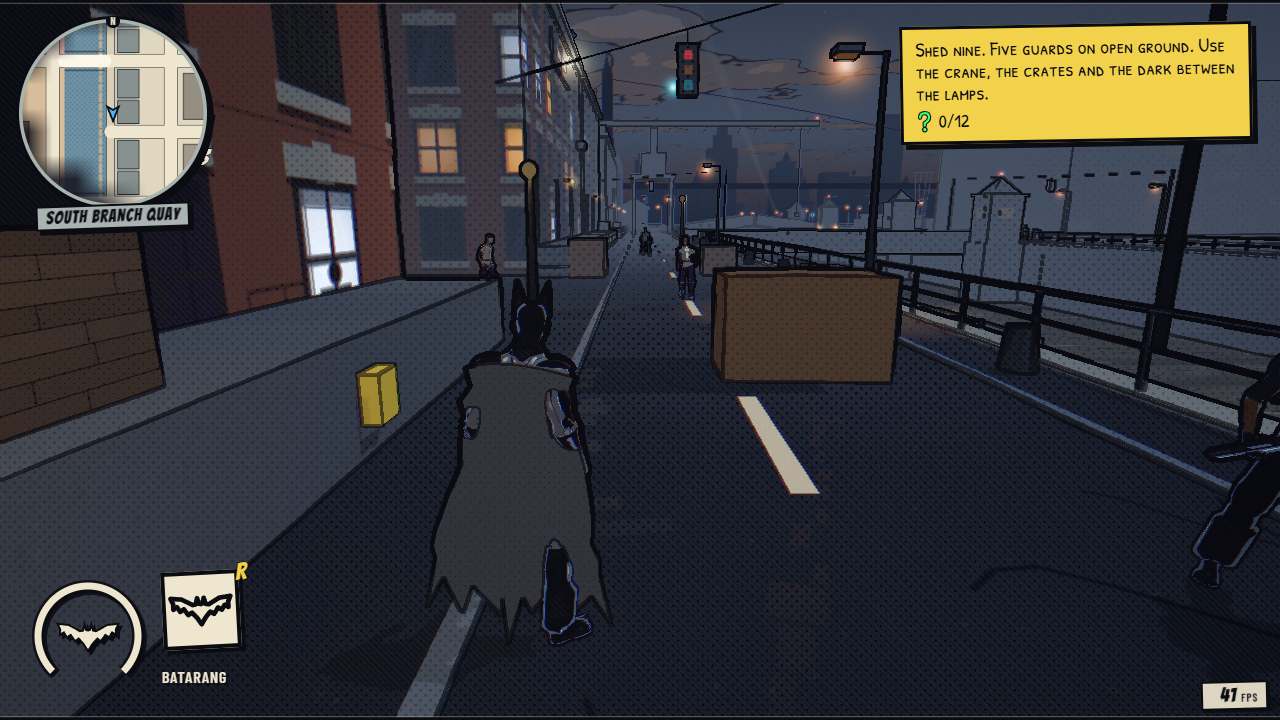 N
S
SOUTH BRANCH QUAY
SHED NINE. FIVE GUARDS ON OPEN GROUND. USE
THE CRANE, THE CRATES AND THE DARK BETWEEN
THE LAMPS.
? 0/12
R
BATARANG
41 FPS